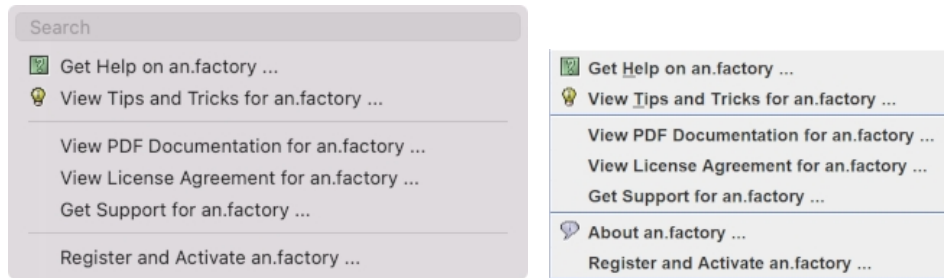 Search
Get Help on an.factory ...
View Tips and Tricks for an.factory ...
View PDF Documentation for an.factory ...
View License Agreement for an.factory ...
Get Support for an.factory ...
Register and Activate an.factory ...
Get Help on an.factory ...
View Tips and Tricks for an.factory ...
View PDF Documentation for an.factory ...
View License Agreement for an.factory ...
Get Support for an.factory ...
About an.factory ...
Register and Activate an.factory ...